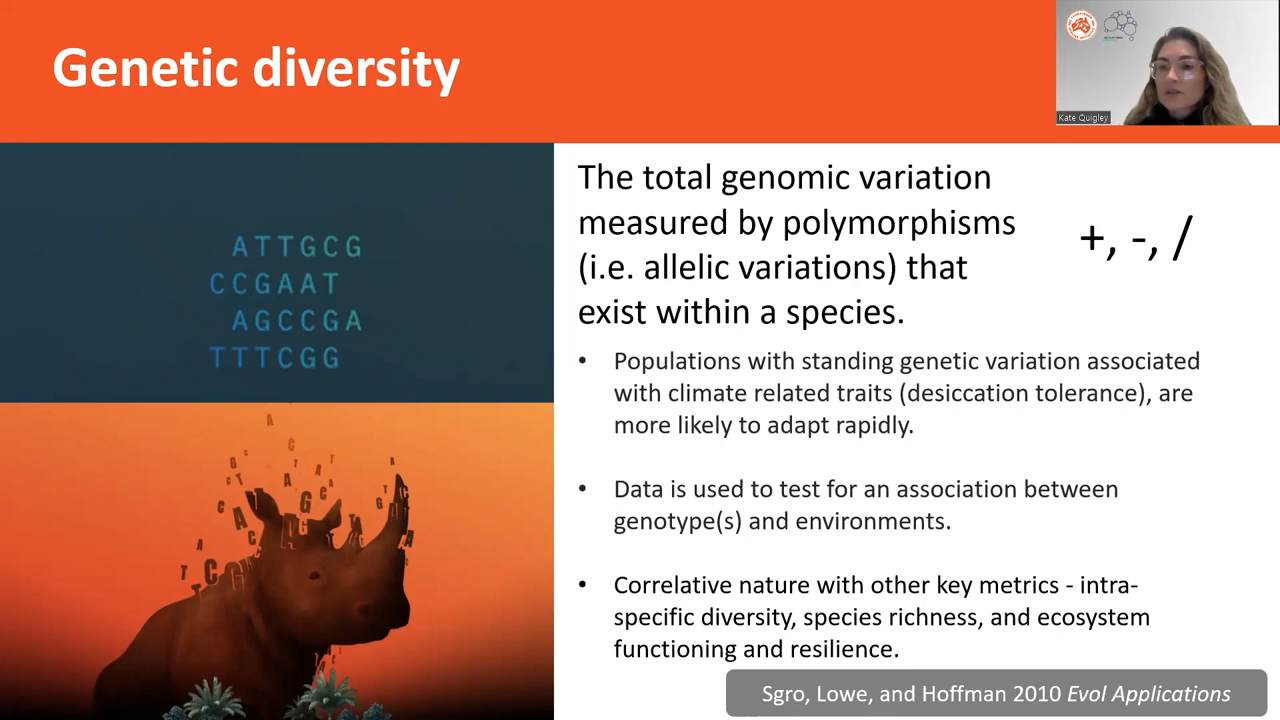 Genetic diversity
Kate Quigley
ATTGCG
CCGAAT
AGCCGA
TTTCGG
The total genomic variation
measured by polymorphisms
(i.e. allelic variations) that
exist within a species.
+, -, /
• Populations with standing genetic variation associated
with climate related traits (desiccation tolerance), are
more likely to adapt rapidly.
• Data is used to test for an association between
genotype(s) and environments.
• Correlative nature with other key metrics - intra-
specific diversity, species richness, and ecosystem
functioning and resilience.
Sgro, Lowe, and Hoffman 2010 Evol Applications